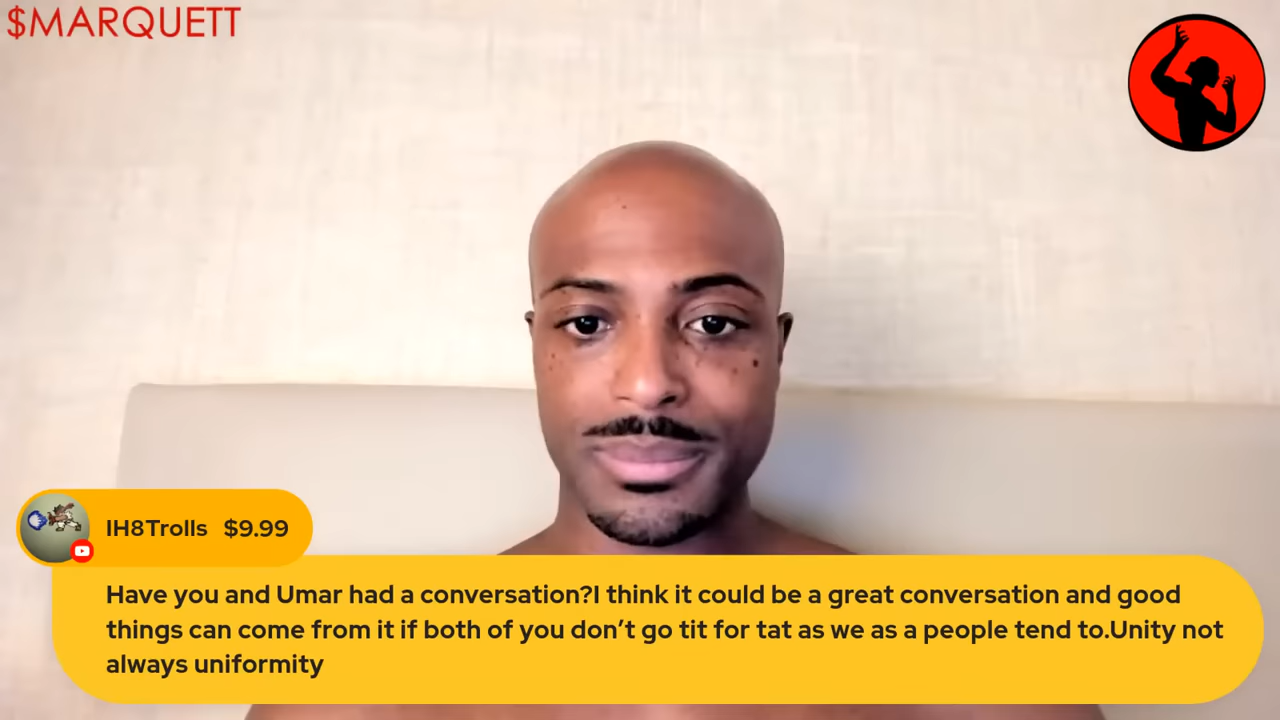 $MARQUETT
IH8Trolls $9.99
Have you and Umar had a conversation?I think it could be a great conversation and good
things can come from it if both of you don’t go tit for tat as we as a people tend to.Unity not
always uniformity